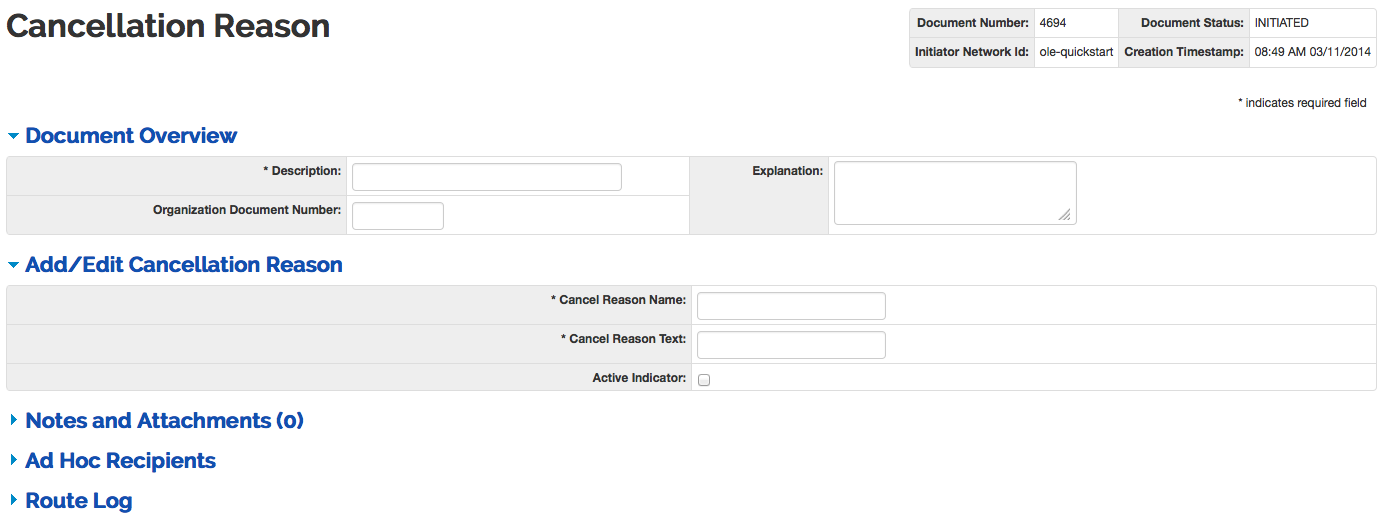 Cancellation Reason
Document Number: 4694 Document Status: INITIATED
Initiator Network Id: ole-quickstart Creation Timestamp: 08:49 AM 03/11/2014
* indicates required field
Document Overview
* Description: Explanation:
Organization Document Number:
Add/Edit Cancellation Reason
* Cancel Reason Name:
* Cancel Reason Text:
Active Indicator:
Notes and Attachments (0)
Ad Hoc Recipients
Route Log